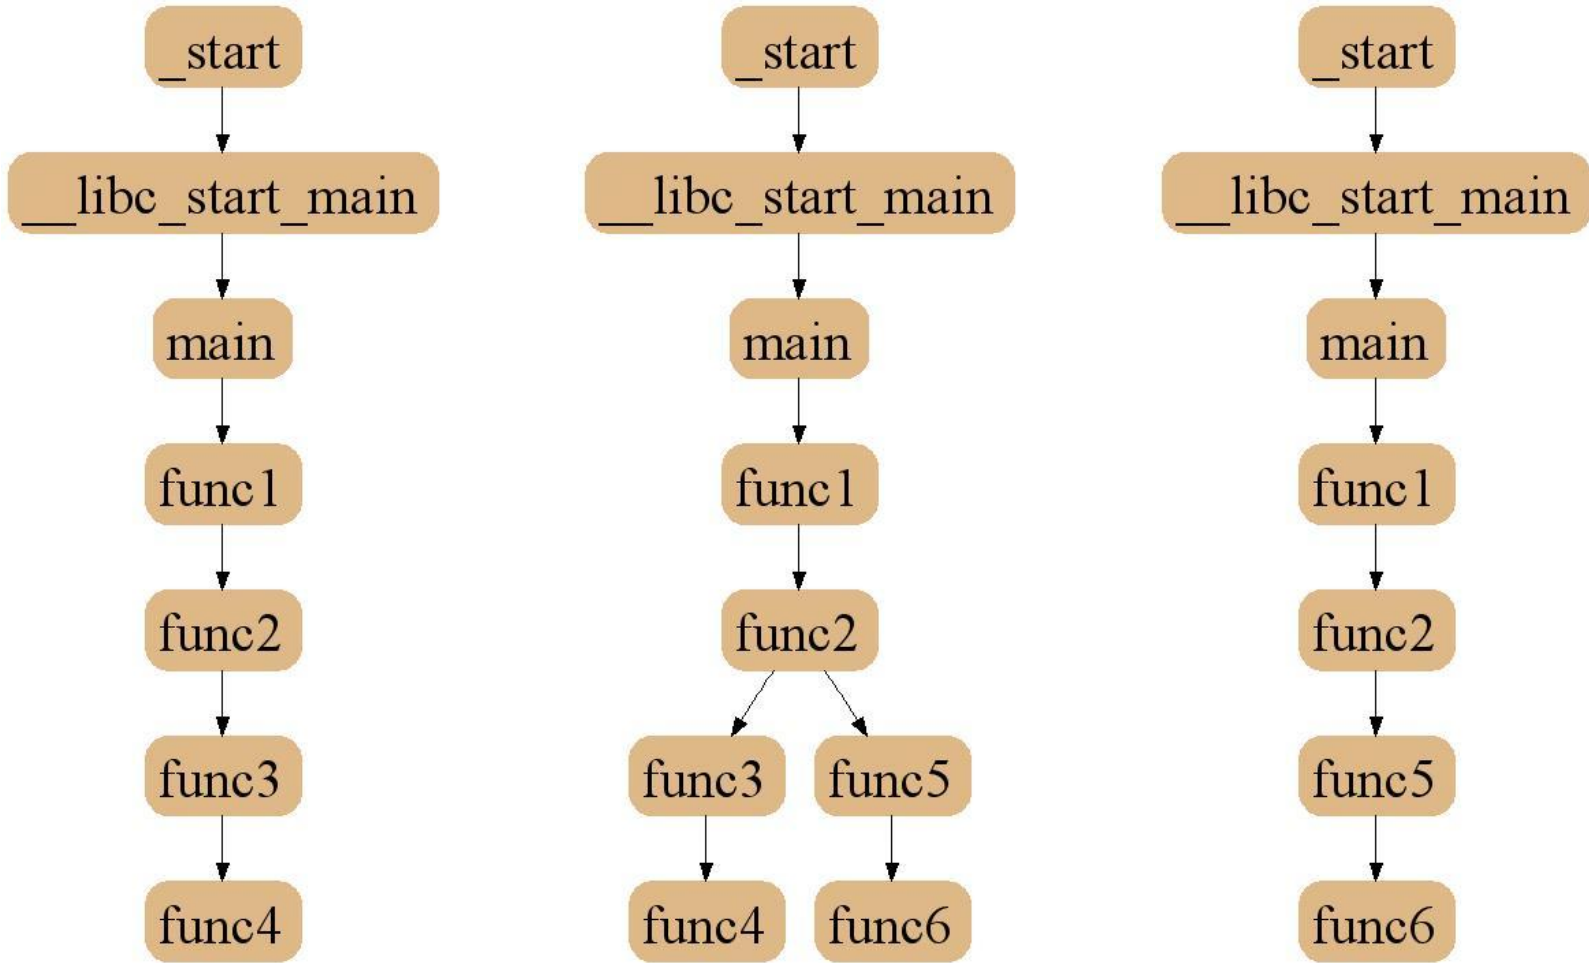 _start
_start
_start
__libc_start_main
__libc_start_main
__libc_start_main
main
main
main
func1
func1
func1
func2
func2
func2
func3
func3
func5
func5
func4
func4
func6
func6